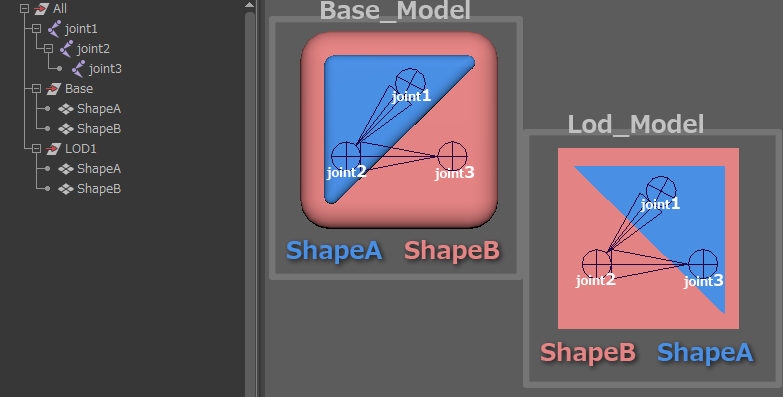 All
joint1
joint2
joint3
Base
ShapeA
ShapeB
LOD1
ShapeA
ShapeB
Base_Model
joint1
joint2
joint3
ShapeA ShapeB
Lod_Model
joint1
joint2
joint3
ShapeB ShapeA